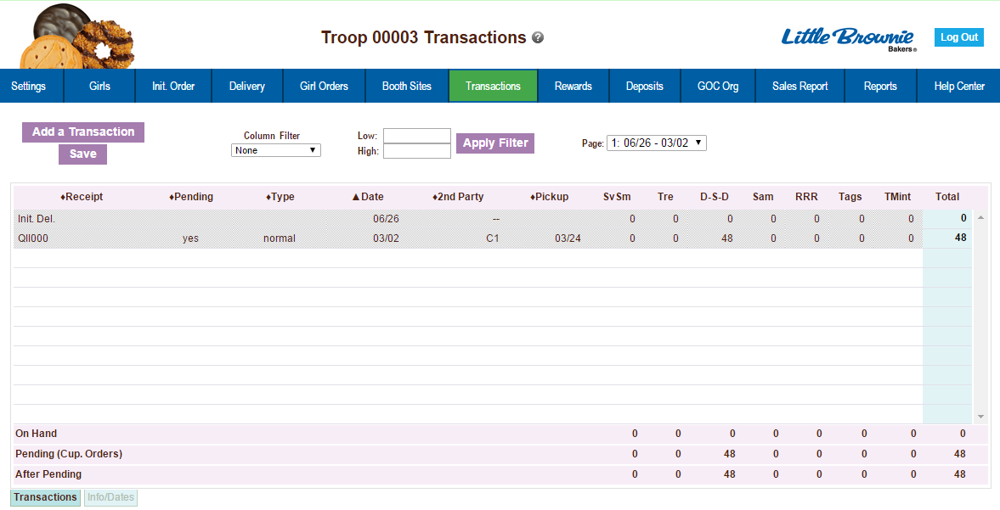 Troop 00003 Transactions ?
Little Brownie
Bakers®
Log Out
Settings Girls Init. Order Delivery Girl Orders Booth Sites Transactions Rewards Deposits GOC Org Sales Report Reports Help Center
Add a Transaction
Save
Column Filter
None
Low:
High:
Apply Filter
Page: 1: 06/26 - 03/02
♦Receipt ♦Pending ♦Type ▲Date ♦2nd Party ♦Pickup SvSm Tre D-S-D Sam RRR Tags TMint Total
Init. Del. 06/26 -- 0 0 0 0 0 0 0 0
QII000 yes normal 03/02 C1 03/24 0 0 48 0 0 0 0 48
On Hand 0 0 0 0 0 0 0 0
Pending (Cup. Orders) 0 0 48 0 0 0 0 48
After Pending 0 0 48 0 0 0 0 48
Transactions Info/Dates